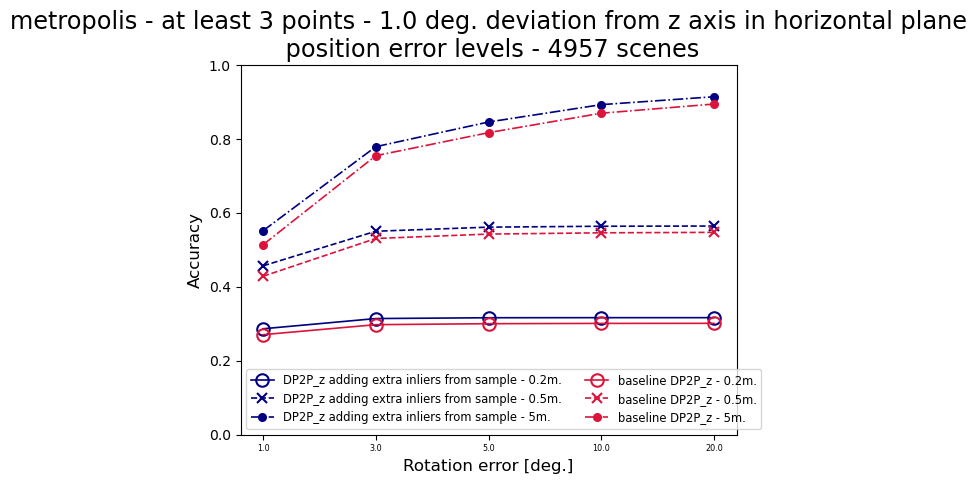 metropolis - at least 3 points - 1.0 deg. deviation from z axis in horizontal plane
position error levels - 4957 scenes
1.0
0.8
0.6
0.4
0.2
0.0
Accuracy
DP2P_z adding extra inliers from sample - 0.2m.
DP2P_z adding extra inliers from sample - 0.5m.
DP2P_z adding extra inliers from sample - 5m.
baseline DP2P_z - 0.2m.
baseline DP2P_z - 0.5m.
baseline DP2P_z - 5m.
1.0 3.0 5.0 10.0 20.0
Rotation error [deg.]